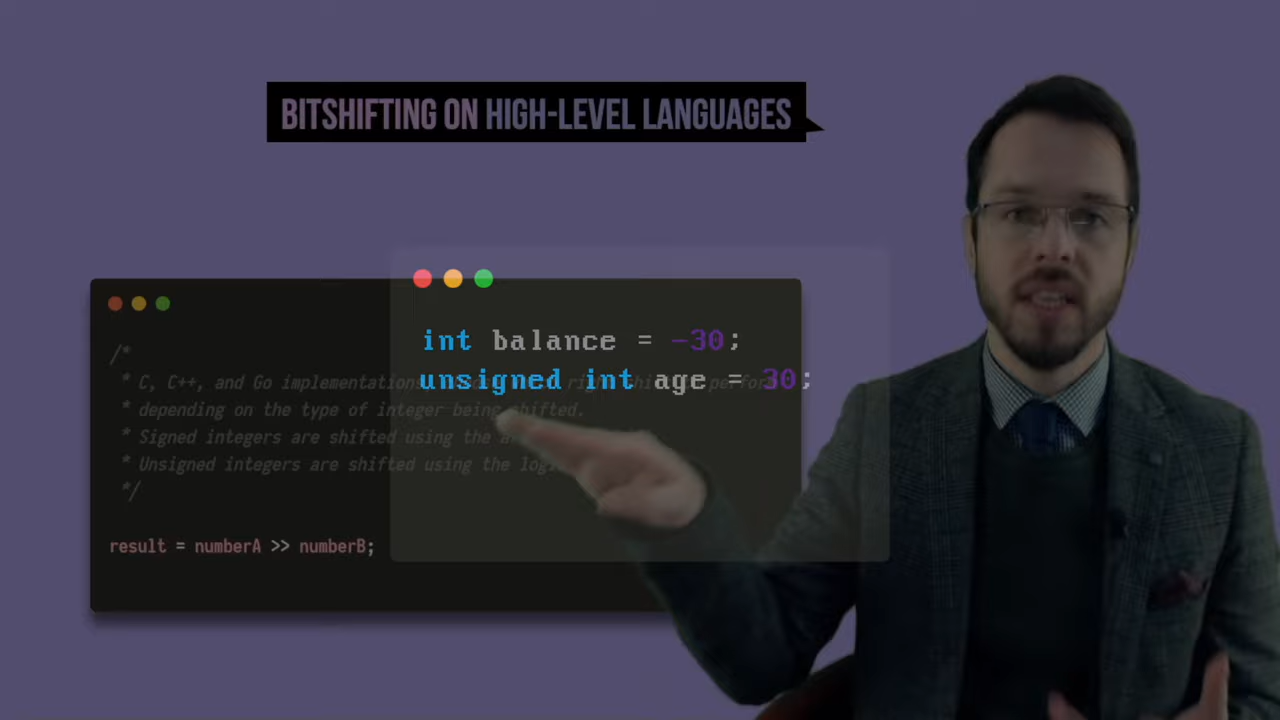 BITSHIFTING ON HIGH-LEVEL LANGUAGES
int balance = -30;
unsigned int age = 30;
/*
* C, C++, and Go implementations
* depending on the type of integer being shifted.
* Signed integers are shifted using the
* Unsigned integers are shifted using the
*/
result = numberA >> numberB;